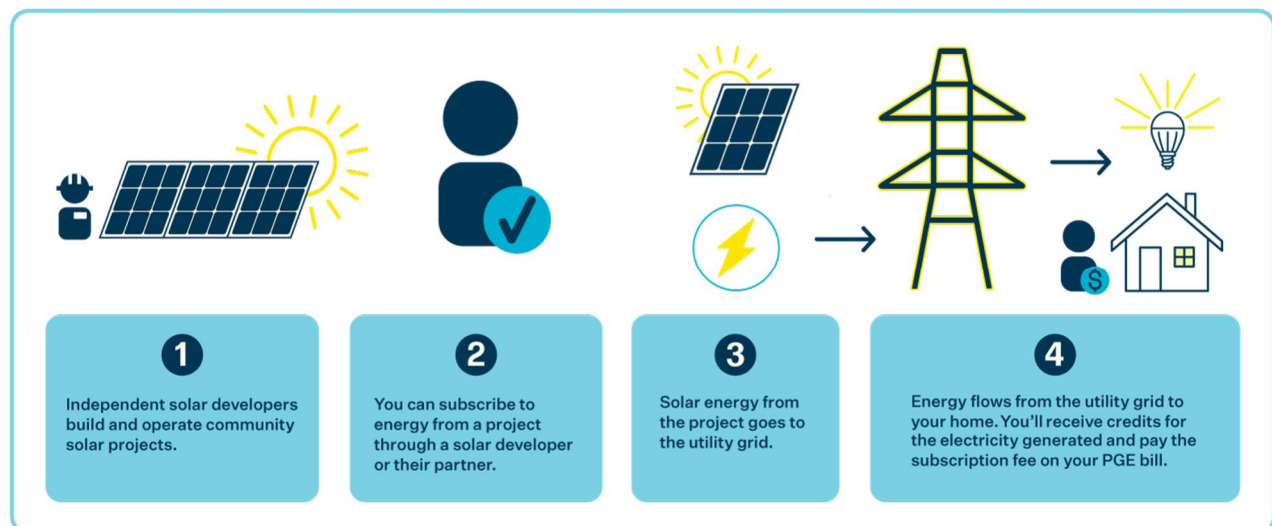 1
Independent solar developers
build and operate community
solar projects.
2
You can subscribe to
energy from a project
through a solar developer
or their partner.
3
Solar energy from
the project goes to
the utility grid.
$
4
Energy flows from the utility grid to
your home. You'll receive credits for
the electricity generated and pay the
subscription fee on your PGE bill.